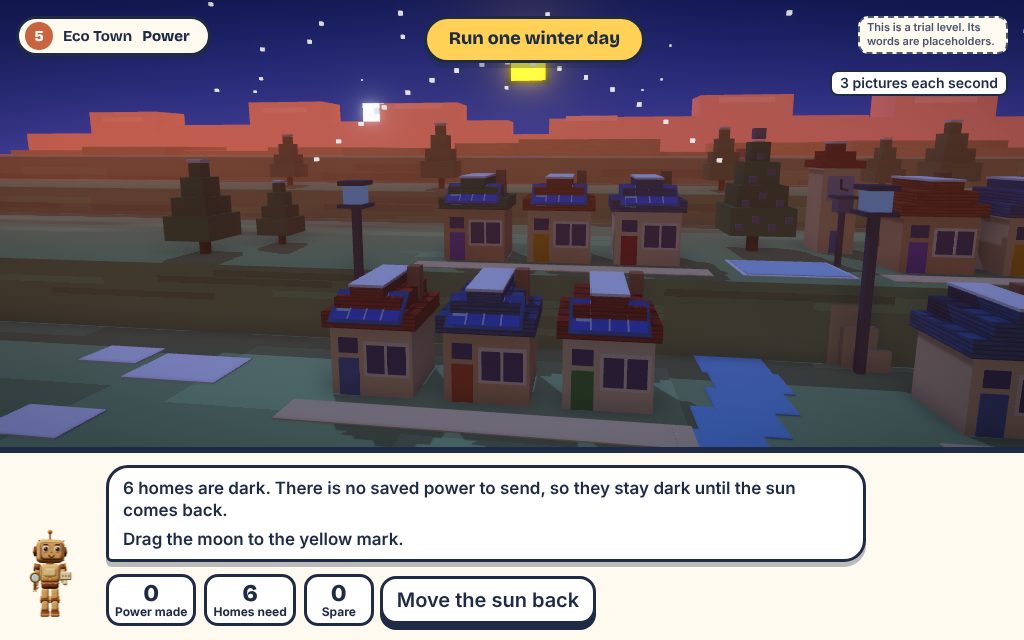 5 Eco Town Power
Run one winter day
This is a trial level. Its
words are placeholders.
3 pictures each second
6 homes are dark. There is no saved power to send, so they stay dark until the sun
comes back.
Drag the moon to the yellow mark.
0
Power made
6
Homes need
0
Spare
Move the sun back